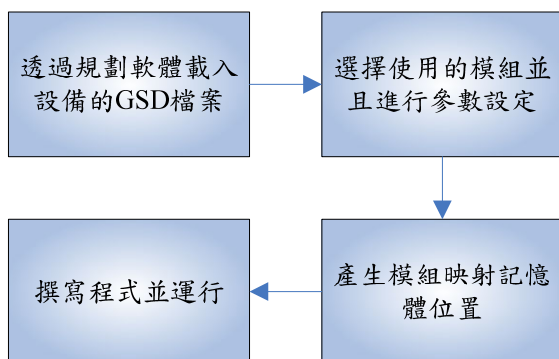 透過規劃軟體載入
設備的GSD檔案
選擇使用的模組並
且進行參數設定
產生模組映射記憶
體位置
撰寫程式並運行